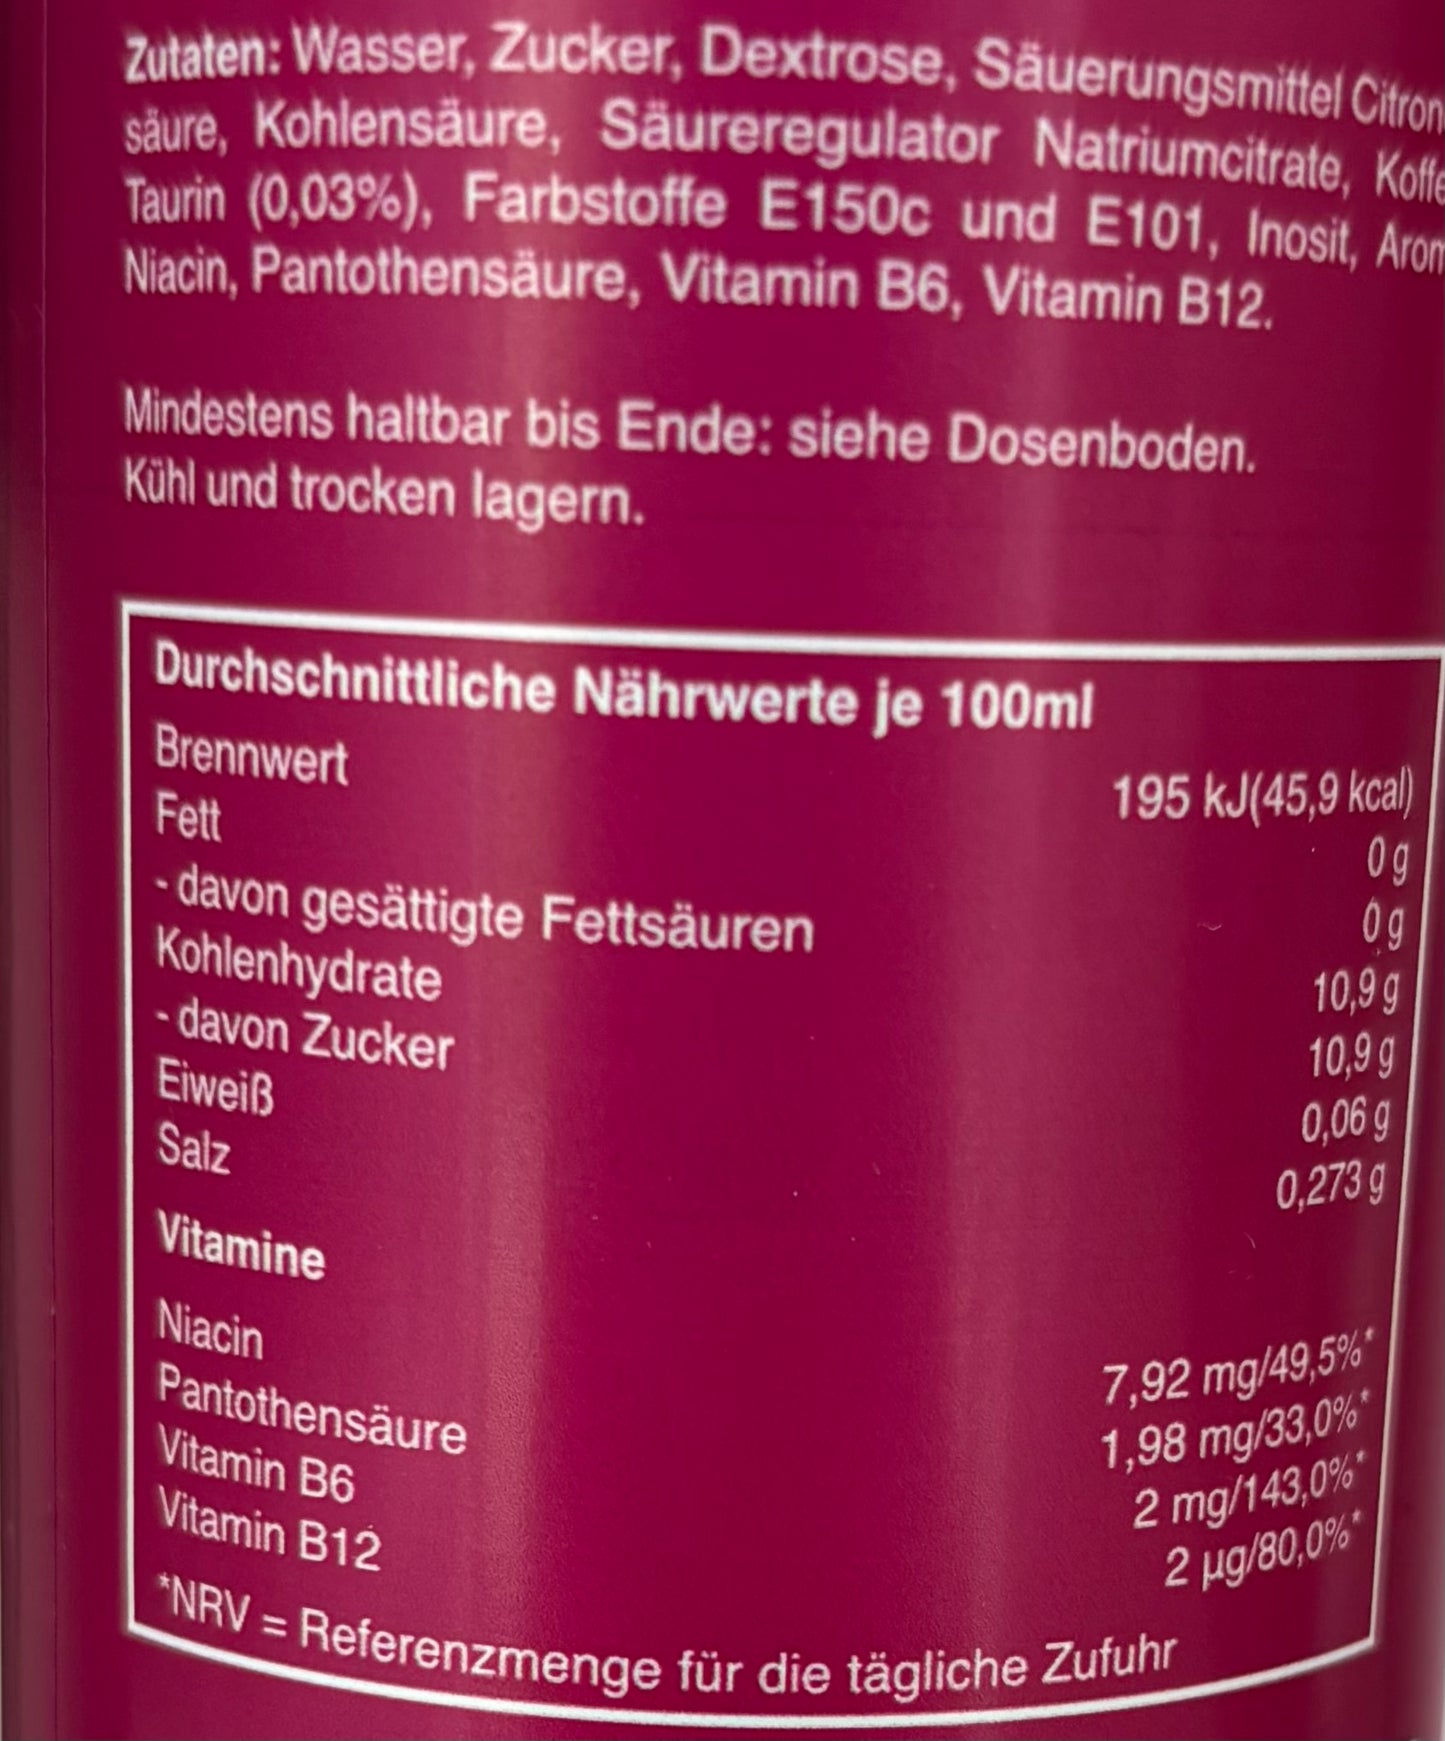 Zutaten: Wasser, Zucker, Dextrose, Säuerungsmittel Citron
säure, Kohlensäure, Säureregulator Natriumcitrate, Koffe
Taurin (0,03%), Farbstoffe E150c und E101, Inosit, Arom
Niacin, Pantothensäure, Vitamin B6, Vitamin B12.
Mindestens haltbar bis Ende: siehe Dosenboden.
Kühl und trocken lagern.
Durchschnittliche Nährwerte je 100ml
Brennwert 195 kJ(45,9 kcal)
Fett 0 g
- davon gesättigte Fettsäuren 0 g
Kohlenhydrate 10,9 g
- davon Zucker 10,9 g
Eiweiß 0,06 g
Salz 0,273 g
Vitamine
Niacin 7,92 mg/49,5%*
Pantothensäure 1,98 mg/33,0%*
Vitamin B6 2 mg/143,0%*
Vitamin B12 2 µg/80,0%*
*NRV = Referenzmenge für die tägliche Zufuhr